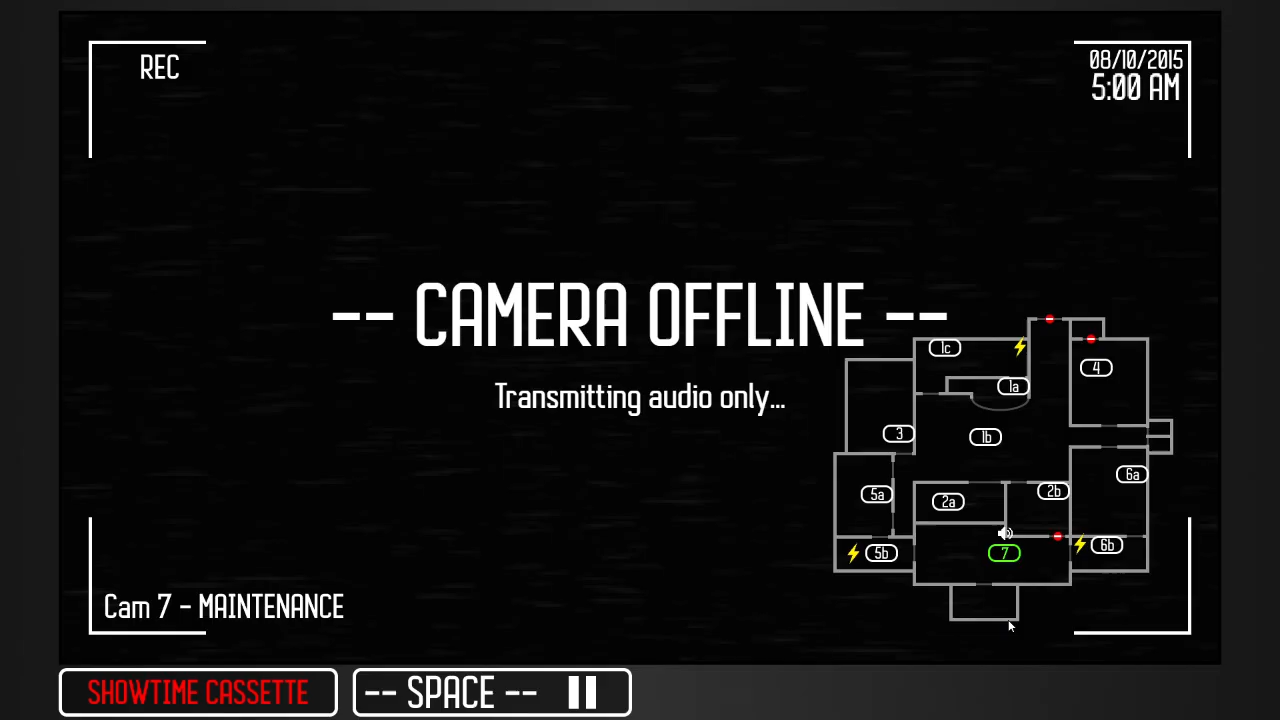 REC
08/10/2015
5:00 AM
-- CAMERA OFFLINE --
Transmitting audio only...
1c
1a
4
3
1b
6a
5a
2a
2b
5b
7
6b
Cam 7 - MAINTENANCE
SHOWTIME CASSETTE
-- SPACE --